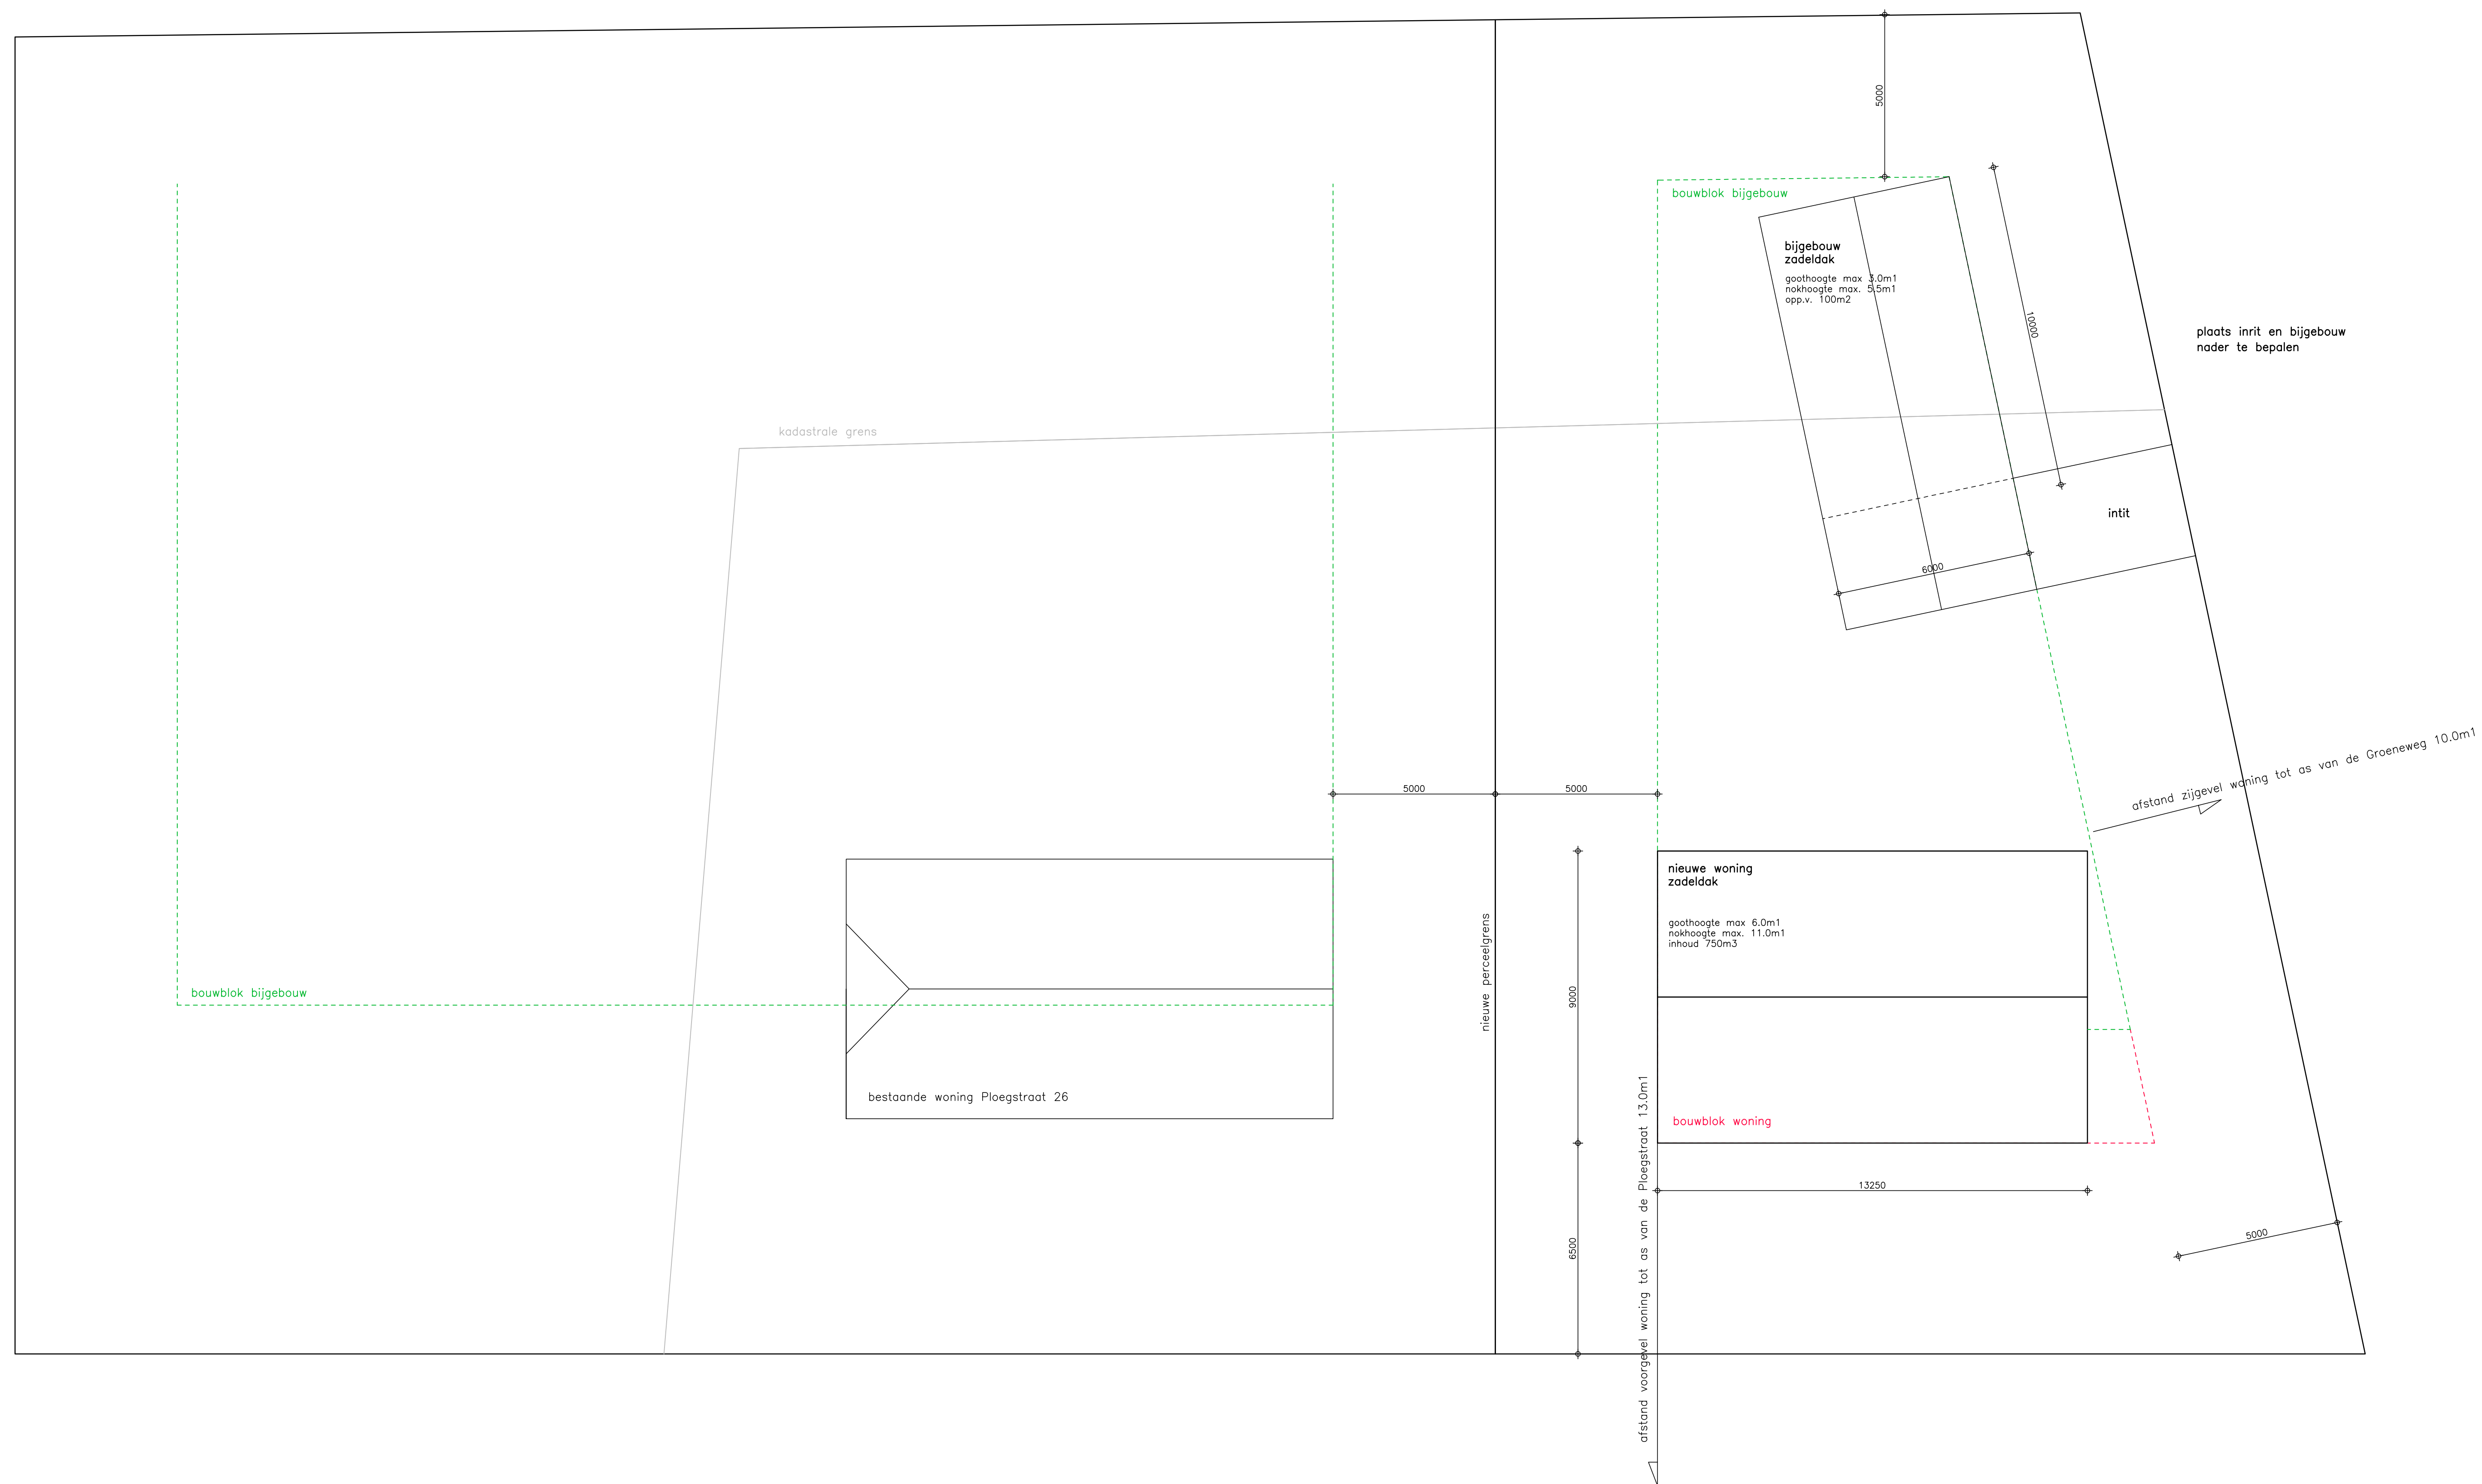 5000
bouwblok bijgebouw
bijgebouw
zadeldak
goothoogte max 3.0m1
nokhoogte max. 5.5m1
opp.v. 100m2
10000
plaats inrit en bijgebouw
nader te bepalen
kadastrale grens
intit
6000
afstand zijgevel woning tot as van de Groeneweg 10.0m1
5000
5000
nieuwe woning
zadeldak
goothoogte max 6.0m1
nokhoogte max. 11.0m1
inhoud 750m3
nieuwe perceelgrens
9000
bouwblok bijgebouw
bestaande woning Ploegstraat 26
bouwblok woning
afstand voorgevel woning tot as van de Ploegstraat 13.0m1
13250
6500
5000